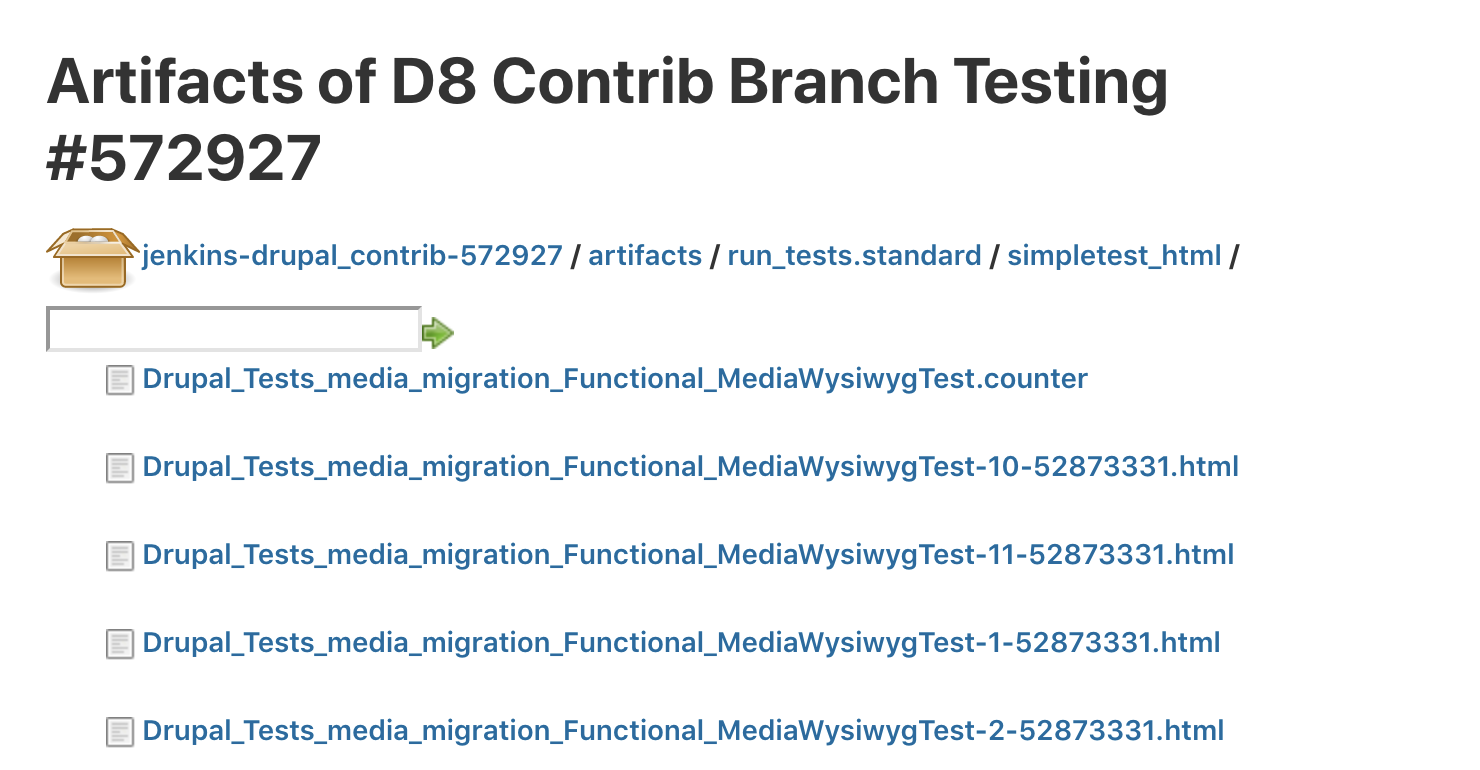 Artifacts of D8 Contrib Branch Testing
#572927
jenkins-drupal_contrib-572927 / artifacts / run_tests.standard / simpletest_html /
Drupal_Tests_media_migration_Functional_MediaWysiwygTest.counter
Drupal_Tests_media_migration_Functional_MediaWysiwygTest-10-52873331.html
Drupal_Tests_media_migration_Functional_MediaWysiwygTest-11-52873331.html
Drupal_Tests_media_migration_Functional_MediaWysiwygTest-1-52873331.html
Drupal_Tests_media_migration_Functional_MediaWysiwygTest-2-52873331.html